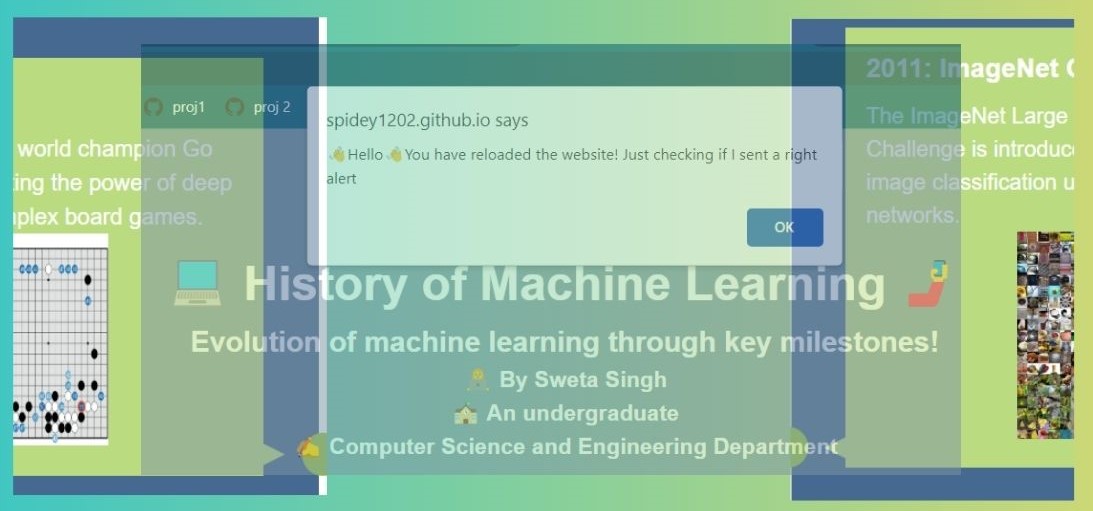 proj1
proj 2
spidey1202.github.io says
👋Hello👋You have reloaded the website! Just checking if I sent a right
alert
OK
world champion Go
ing the power of deep
plex board games.
History of Machine Learning
Evolution of machine learning through key milestones!
By Sweta Singh
An undergraduate
Computer Science and Engineering Department
2011: ImageNet
The ImageNet Large
Challenge is introduc
image classification u
networks.